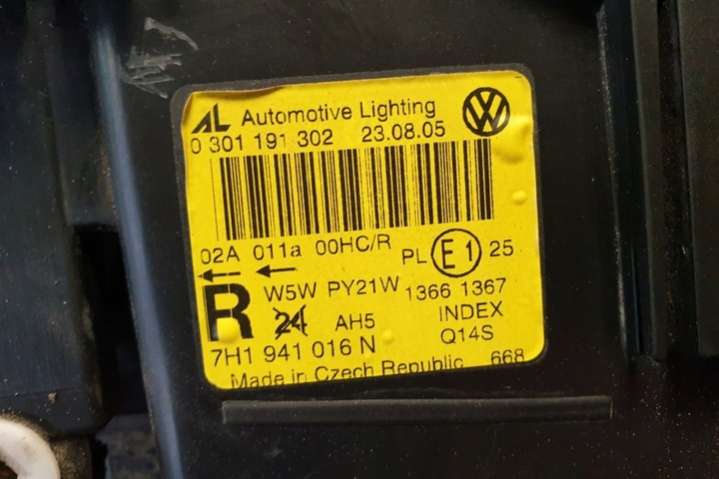 AL Automotive Lighting
0 301 191 302 23.08.05
02A 011a 00HC/R PL E1 25
R W5W PY21W 1366 1367
24 AH5 INDEX
7H1 941 016 N Q14S
Made in Czech Republic 668